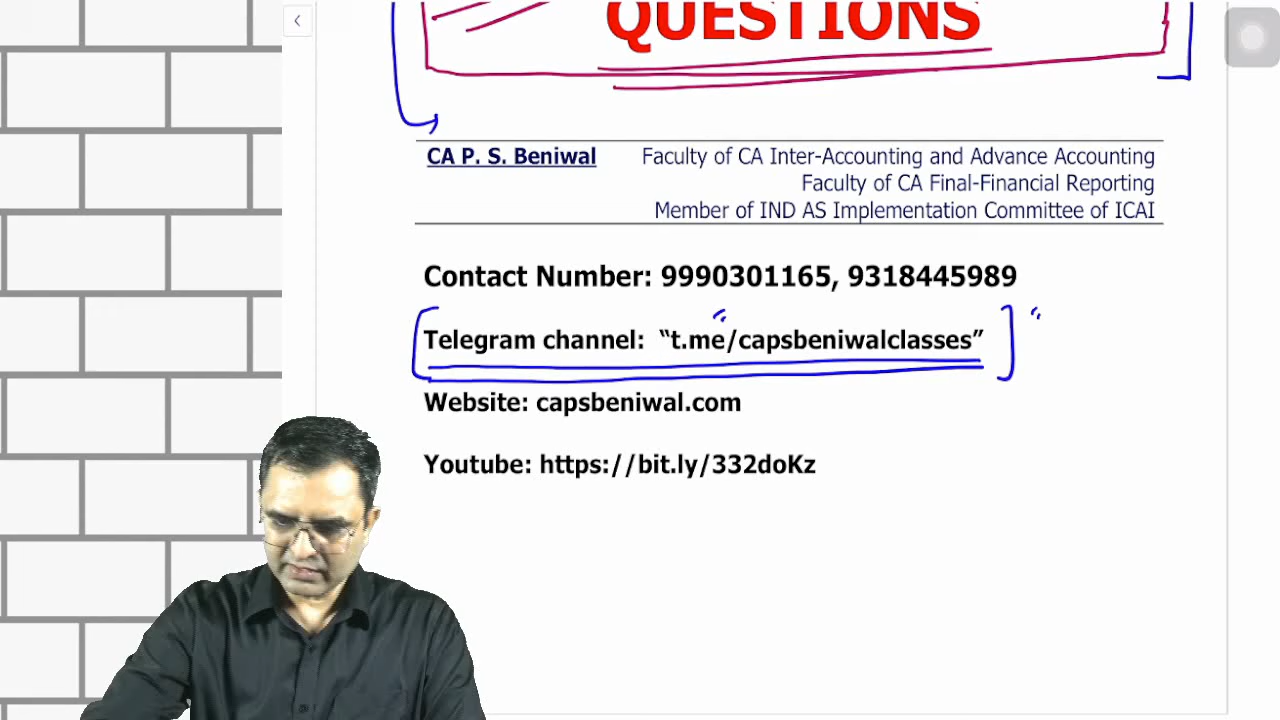 QUESTIONS
CA P. S. Beniwal
Faculty of CA Inter-Accounting and Advance Accounting
Faculty of CA Final-Financial Reporting
Member of IND AS Implementation Committee of ICAI
Contact Number: 9990301165, 9318445989
Telegram channel: “t.me/capsbeniwalclasses”
Website: capsbeniwal.com
Youtube: https://bit.ly/332doKz